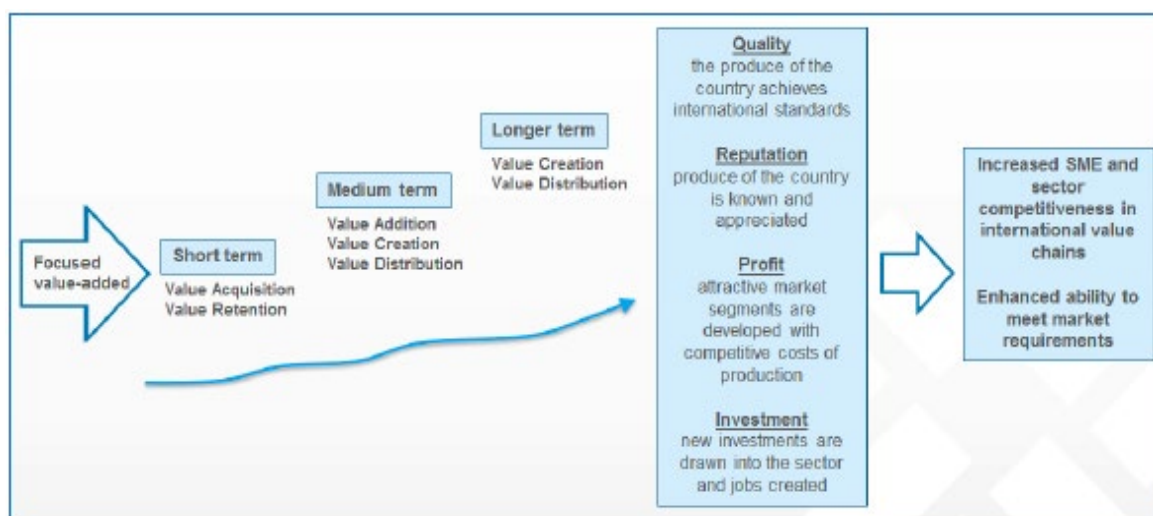 Focused
value-added
Short term
Value Acquisition
Value Retention
Medium term
Value Addition
Value Creation
Value Distribution
Longer term
Value Creation
Value Distribution
Quality
the produce of the
country achieves
international standards
Reputation
produce of the country
is known and
appreciated
Profit
attractive market
segments are
developed with
competitive costs of
production
Investment
new investments are
drawn into the sector
and jobs created
Increased SME and
sector
competitiveness in
international value
chains
Enhanced ability to
meet market
requirements